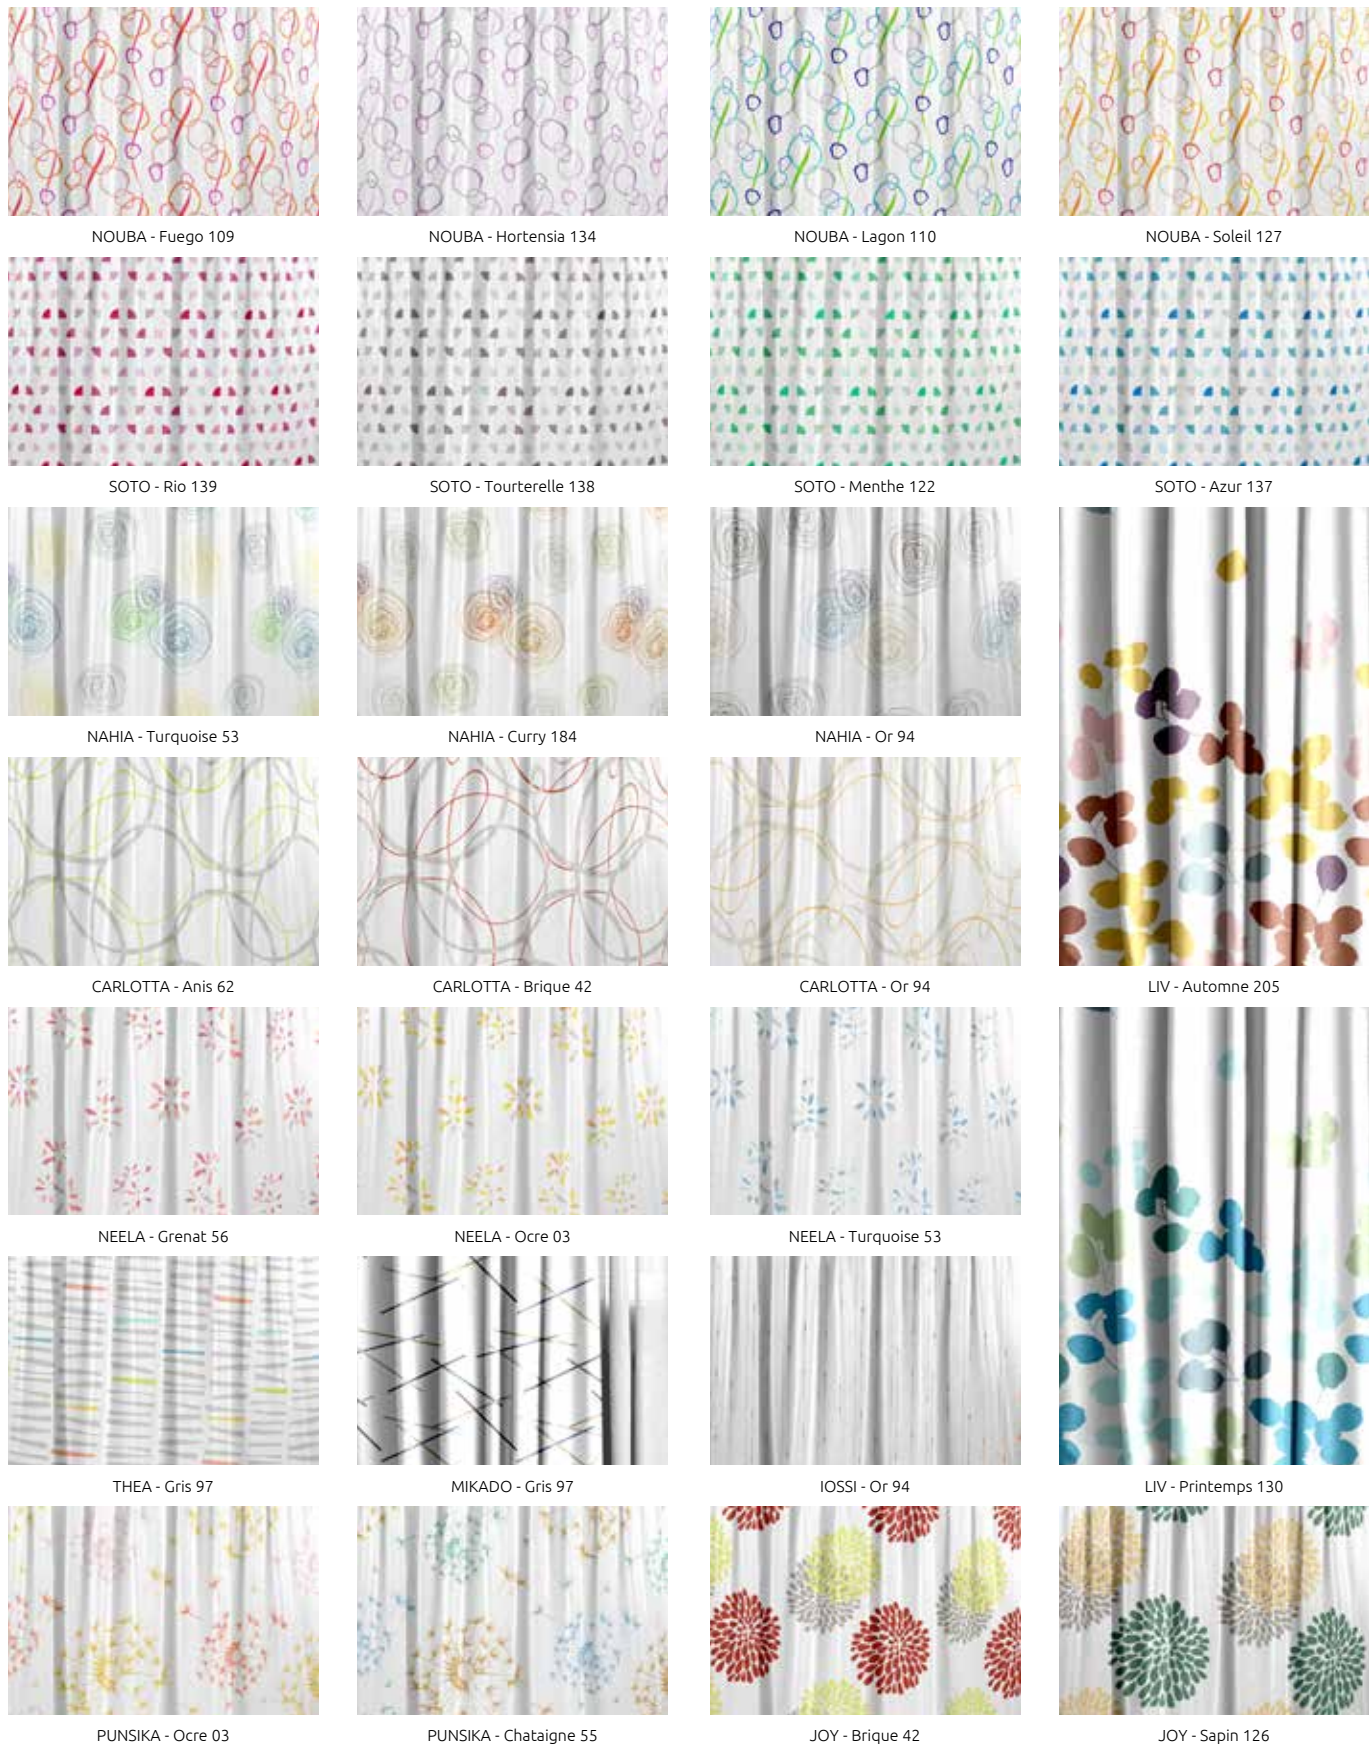 NOUBA - Fuego 109
NOUBA - Hortensia 134
NOUBA - Lagon 110
NOUBA - Soleil 127
SOTO - Rio 139
SOTO - Tourterelle 138
SOTO - Menthe 122
SOTO - Azur 137
NAHIA - Turquoise 53
NAHIA - Curry 184
NAHIA - Or 94
CARLOTTA - Anis 62
CARLOTTA - Brique 42
CARLOTTA - Or 94
LIV - Automne 205
NEELA - Grenat 56
NEELA - Ocre 03
NEELA - Turquoise 53
THEA - Gris 97
MIKADO - Gris 97
IOSSI - Or 94
LIV - Printemps 130
PUNSIKA - Ocre 03
PUNSIKA - Chataigne 55
JOY - Brique 42
JOY - Sapin 126